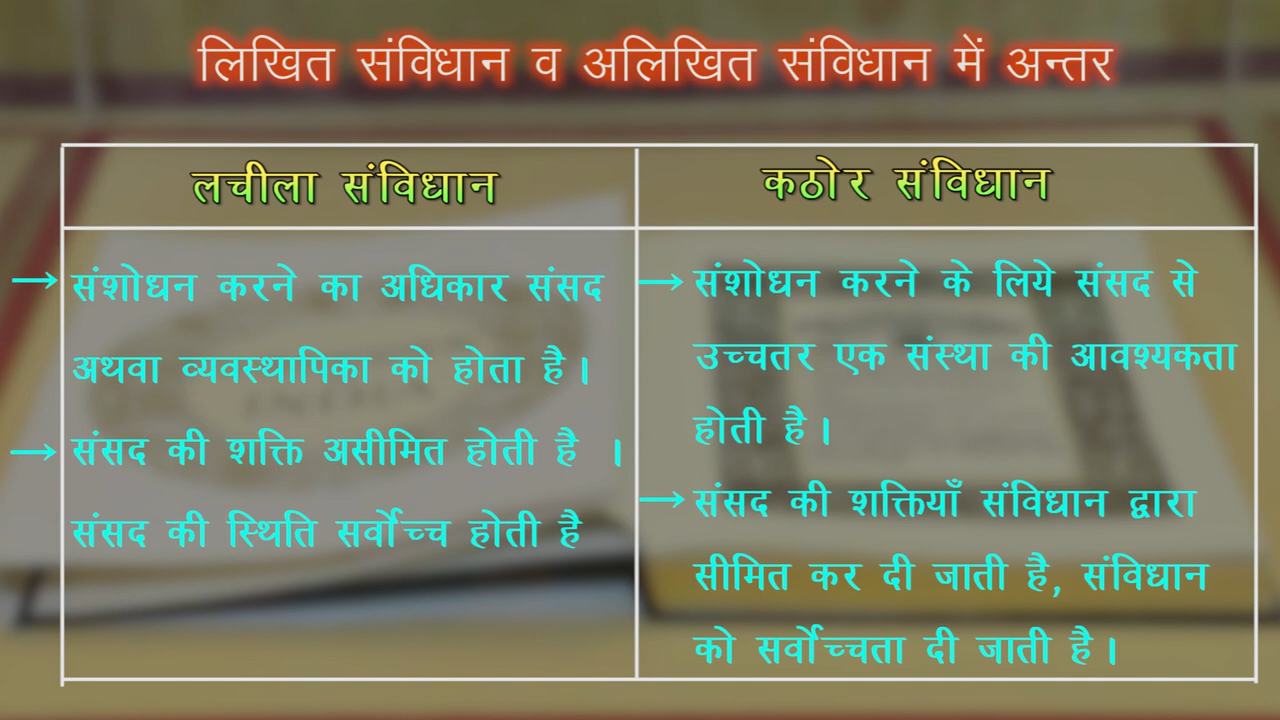 लिखित संविधान व अलिखित संविधान में अन्तर
लचीला संविधान
→ संशोधन करने का अधिकार संसद
अथवा व्यवस्थापिका को होता है।
→ संसद की शक्ति असीमित होती है ।
संसद की स्थिति सर्वोच्च होती है
कठोर संविधान
→ संशोधन करने के लिये संसद से
उच्चतर एक संस्था की आवश्यकता
होती है।
→ संसद की शक्तियाँ संविधान द्वारा
सीमित कर दी जाती है, संविधान
को सर्वोच्चता दी जाती है।